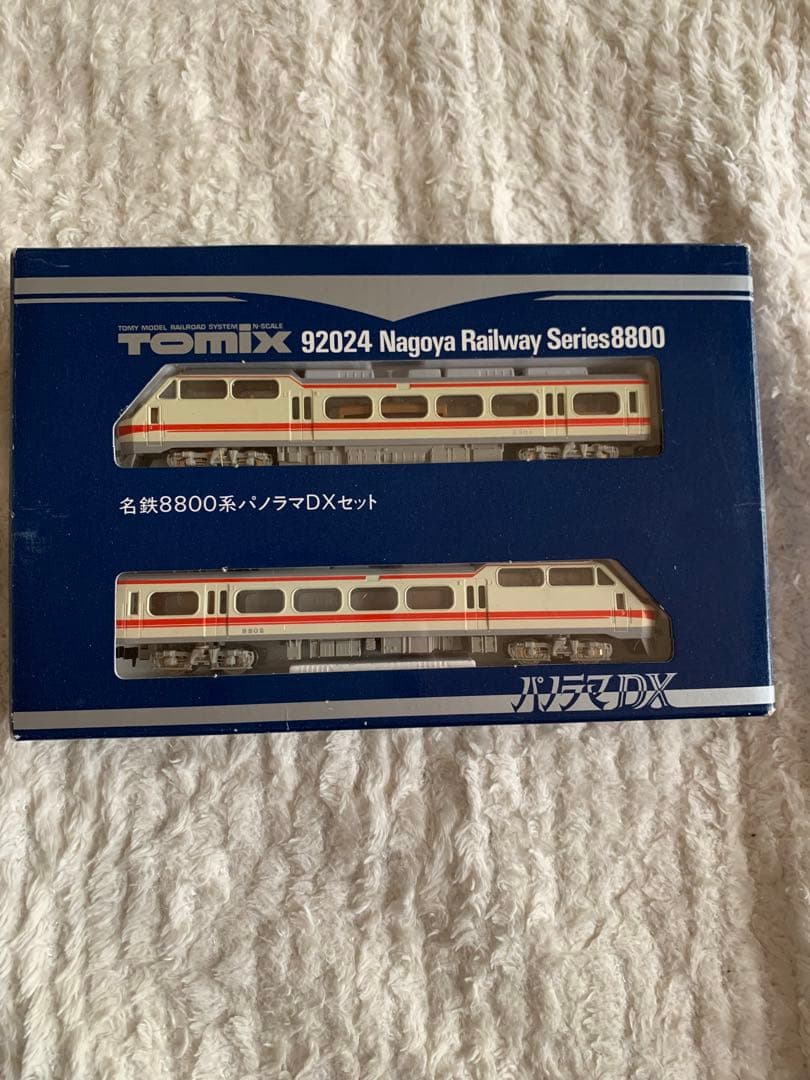 TOMY MODEL RAILROAD SYSTEM N-SCALE
TOMIX 92024 Nagoya Railway Series8800
名鉄8800系パノラマDXセット
8802
パノラマDX